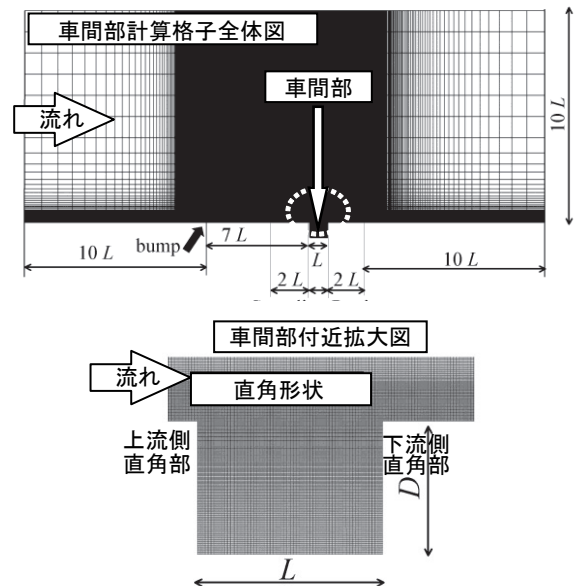 車間部計算格子全体図
車間部
流れ
10 L
bump
7 L
L
10 L
10 L
2 L
2 L
車間部付近拡大図
流れ
直角形状
上流側
直角部
下流側
直角部
D
L